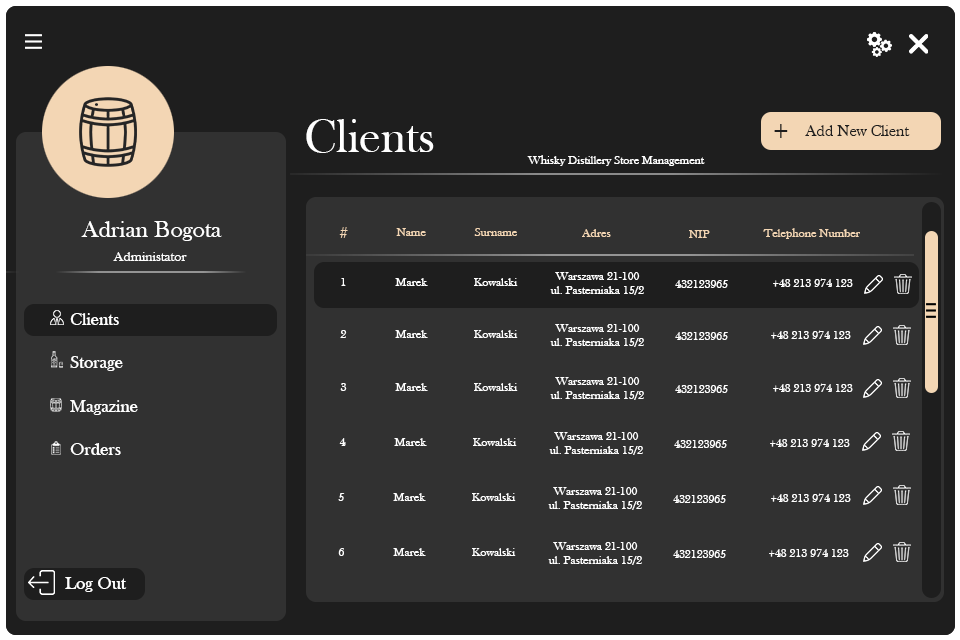 Clients
+ Add New Client
Whisky Distillery Store Management
Adrian Bogota
Administator
Clients
Storage
Magazine
Orders
Log Out
# Name Surname Adres NIP Telephone Number
1 Marek Kowalski Warszawa 21-100 432123965 +48 213 974 123
ul. Pasterniaka 15/2
2 Marek Kowalski Warszawa 21-100 432123965 +48 213 974 123
ul. Pasterniaka 15/2
3 Marek Kowalski Warszawa 21-100 432123965 +48 213 974 123
ul. Pasterniaka 15/2
4 Marek Kowalski Warszawa 21-100 432123965 +48 213 974 123
ul. Pasterniaka 15/2
5 Marek Kowalski Warszawa 21-100 432123965 +48 213 974 123
ul. Pasterniaka 15/2
6 Marek Kowalski Warszawa 21-100 432123965 +48 213 974 123
ul. Pasterniaka 15/2